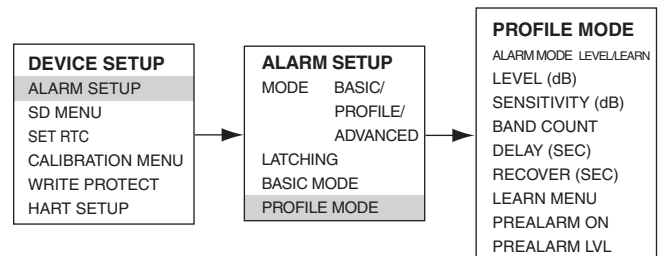 DEVICE SETUP
ALARM SETUP
SD MENU
SET RTC
CALIBRATION MENU
WRITE PROTECT
HART SETUP
ALARM SETUP
MODE BASIC/
PROFILE/
ADVANCED
LATCHING
BASIC MODE
PROFILE MODE
PROFILE MODE
ALARM MODE LEVEL/LEARN
LEVEL (dB)
SENSITIVITY (dB)
BAND COUNT
DELAY (SEC)
RECOVER (SEC)
LEARN MENU
PREALARM ON
PREALARM LVL